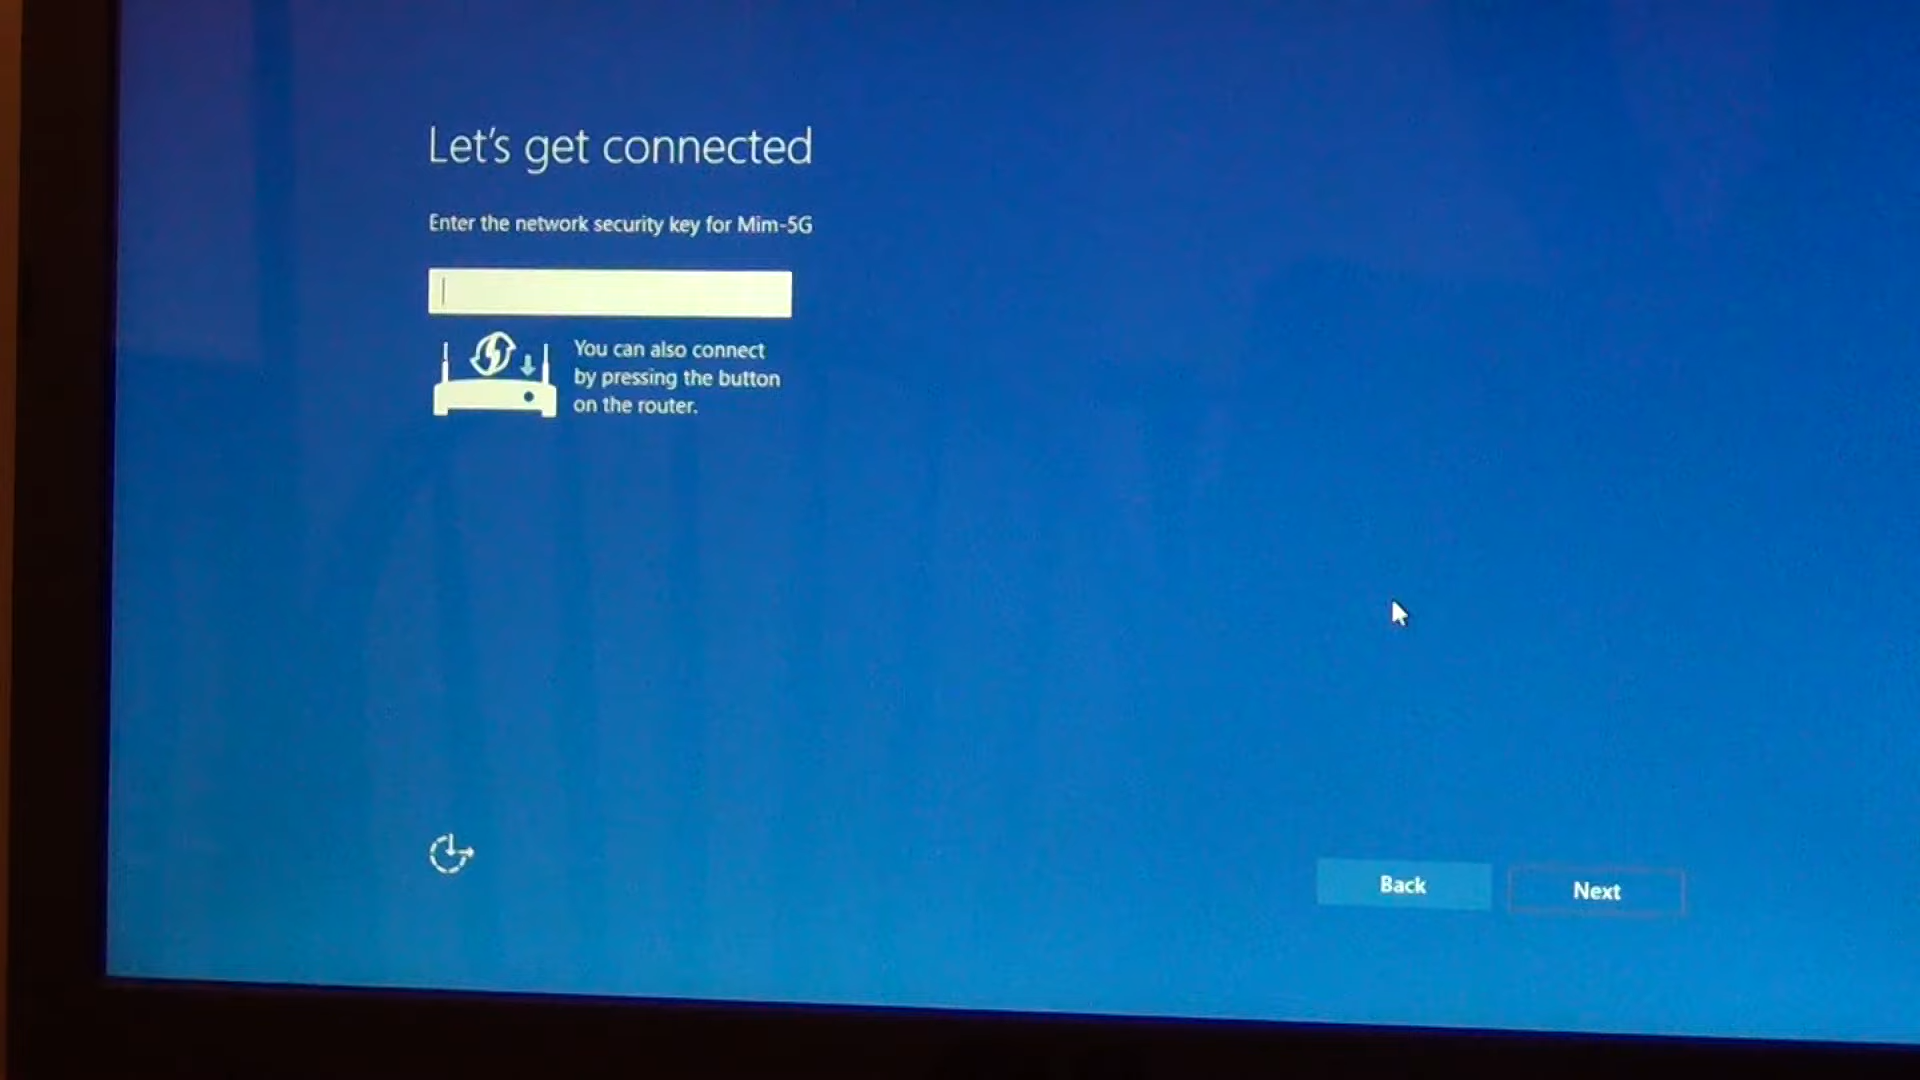 Let's get connected
Enter the network security key for Mim-5G
You can also connect
by pressing the button
on the router.
Back
Next